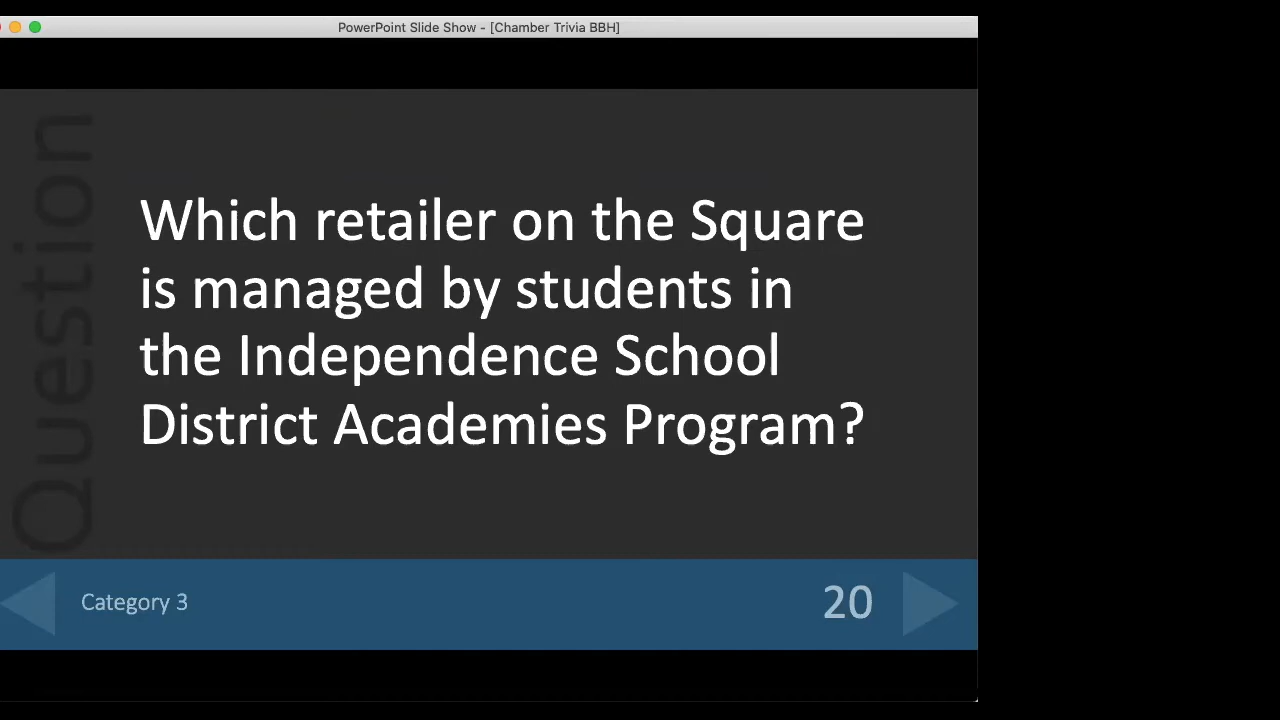 PowerPoint Slide Show - [Chamber Trivia BBH]
Question
Which retailer on the Square
is managed by students in
the Independence School
District Academies Program?
Category 3
20